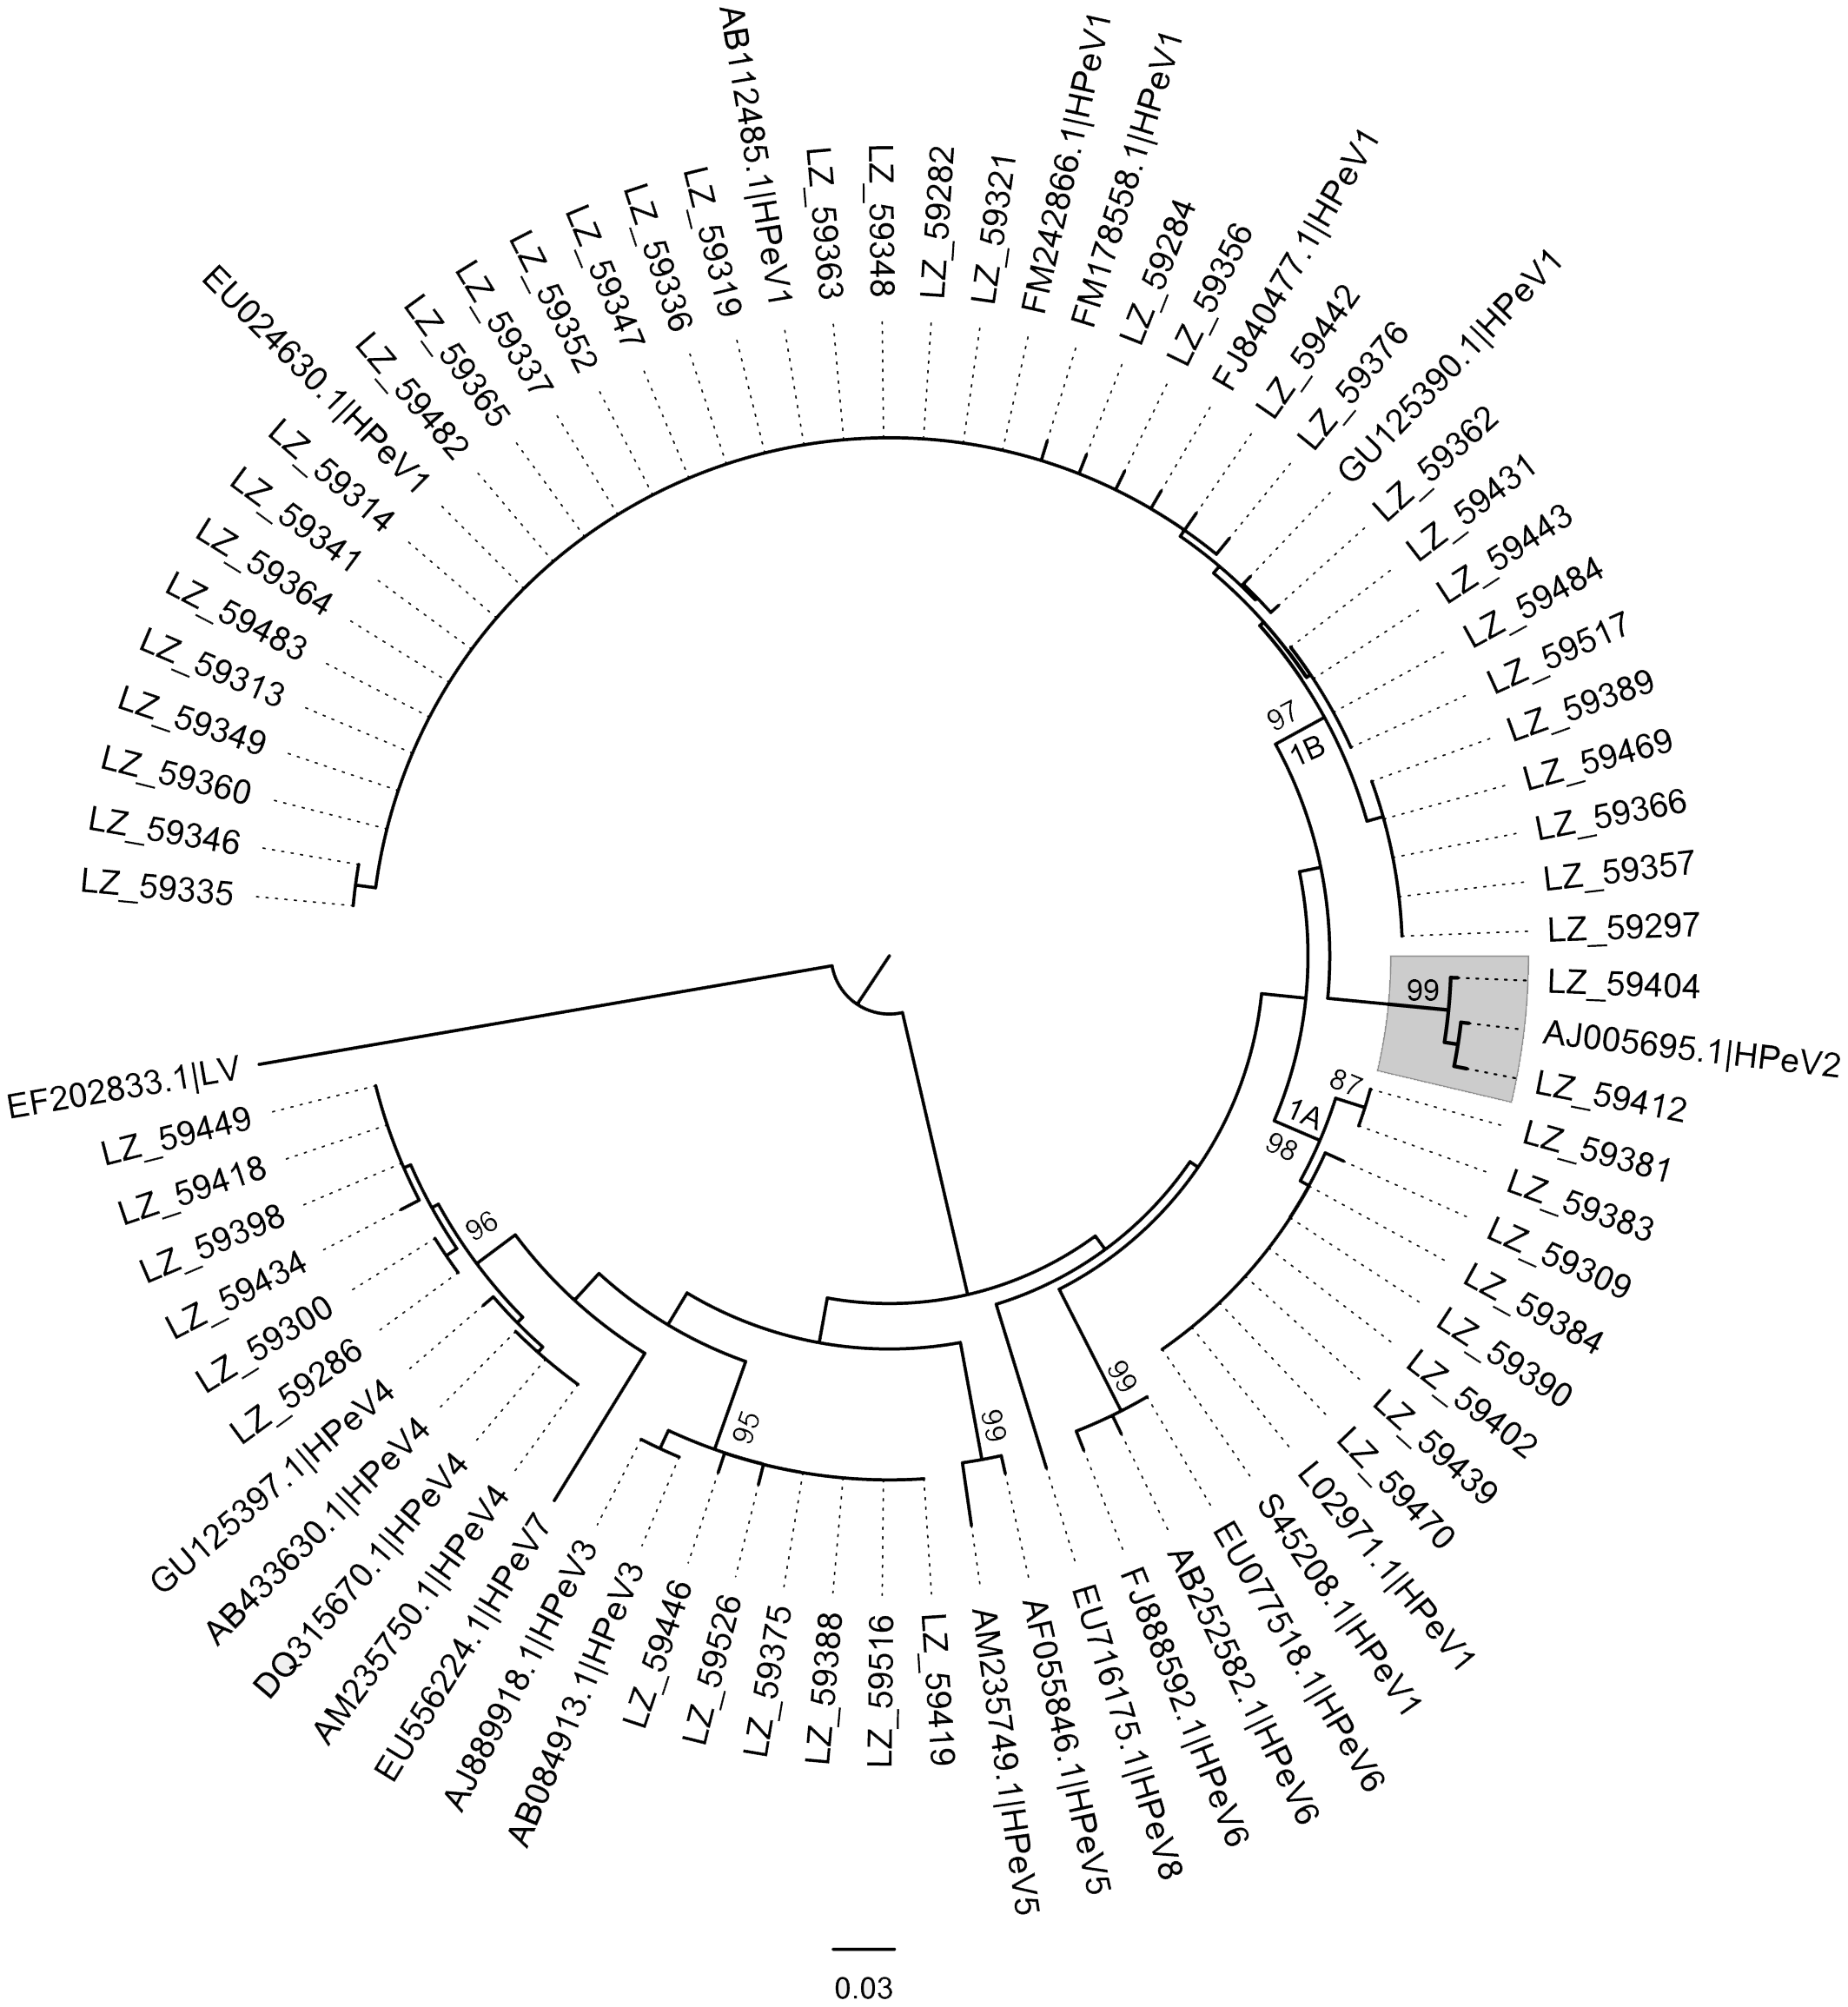 AB112485.1|HPeV1
LZ_59363
LZ_59348
LZ_59282
LZ_59321
FM242866.1|HPeV1
FM178558.1|HPeV1
LZ_59284
LZ_59356
FJ840477.1|HPeV1
LZ_59442
LZ_59376
GU125390.1|HPeV1
LZ_59362
LZ_59431
LZ_59443
LZ_59484
LZ_59517
LZ_59389
LZ_59469
LZ_59366
LZ_59357
LZ_59297
LZ_59404
AJ005695.1|HPeV2
LZ_59412
LZ_59381
LZ_59383
LZ_59309
LZ_59384
LZ_59390
LZ_59402
LZ_59439
LZ_59470
L02971.1|HPeV1
S45208.1|HPeV1
EU077518.1|HPeV6
AB252582.1|HPeV6
FJ888592.1|HPeV6
EU716175.1|HPeV8
AF055846.1|HPeV5
AM235749.1|HPeV5
LZ_59419
LZ_59516
LZ_59388
LZ_59375
LZ_59526
LZ_59446
AB084913.1|HPeV3
AJ889918.1|HPeV3
EU556224.1|HPeV7
AM235750.1|HPeV4
DQ315670.1|HPeV4
AB433630.1|HPeV4
GU125397.1|HPeV4
LZ_59286
LZ_59300
LZ_59434
LZ_59398
LZ_59418
LZ_59449
EF202833.1|LV
LZ_59335
LZ_59346
LZ_59360
LZ_59349
LZ_59313
LZ_59483
LZ_59364
LZ_59341
LZ_59314
EU024630.1|HPeV1
LZ_59482
LZ_59365
LZ_59337
LZ_59352
LZ_59347
LZ_59336
LZ_59319
97
1B
99
87
1A
98
99
99
95
96
0.03